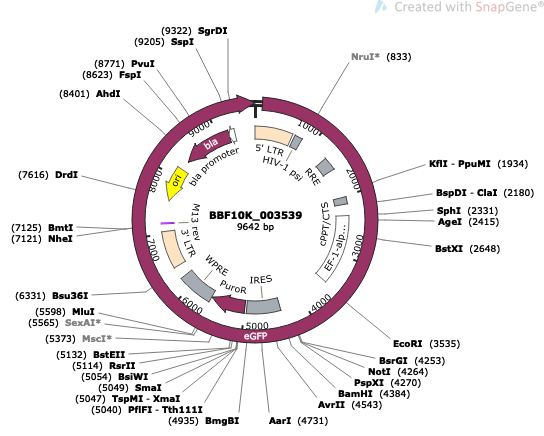 Created with SnapGene®
(9322) SgrDI
(9205) SspI
(8771) PvuI
(8623) FspI
(8401) AhdI
(7616) DrdI
(7125) BmtI
(7121) NheI
(6331) Bsu36I
(5598) MluI
(5565) SexAI*
(5373) MscI*
(5132) BstEII
(5114) RsrII
(5054) BsiWI
(5049) SmaI
(5047) TspMI - XmaI
(5040) PflFI - Tth111I
(4935) BmgBI
NruI* (833)
KflI - PpuMI (1934)
BspDI - ClaI (2180)
SphI (2331)
AgeI (2415)
BstXI (2648)
EcoRI (3535)
BsrGI (4253)
NotI (4264)
PspXI (4270)
BamHI (4384)
AvrII (4543)
AarI (4731)
1000
2000
3000
4000
5000
6000
7000
8000
9000
5' LTR
HIV-1 psi
RRE
cPPT/CTS
EF-1-alp...
IRES
PuroR
WPRE
3' LTR
M13 rev
ori
bla
bla promoter
eGFP
BBF10K_003539
9642 bp